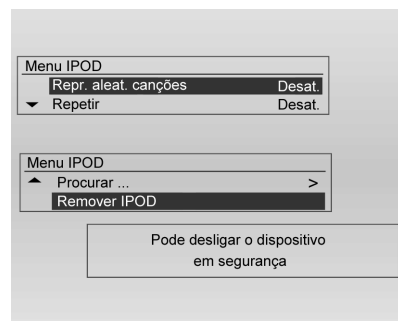 Menu IPOD
Repr. aleat. canções Desat.
Repetir Desat.
Menu IPOD
Procurar ... >
Remover IPOD
Pode desligar o dispositivo
em segurança